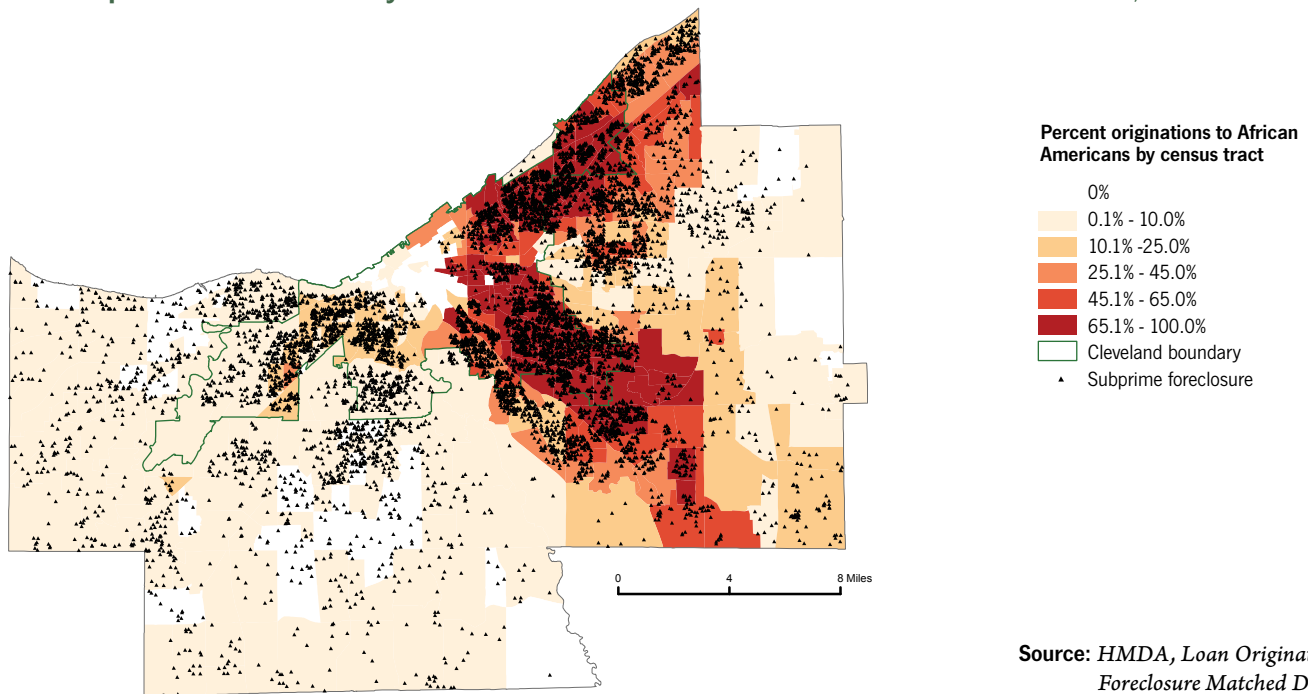 Percent originations to African
Americans by census tract
0%
0.1% - 10.0%
10.1% -25.0%
25.1% - 45.0%
45.1% - 65.0%
65.1% - 100.0%
Cleveland boundary
Subprime foreclosure
0 4 8 Miles
Source: HMDA, Loan
Foreclosure Matched